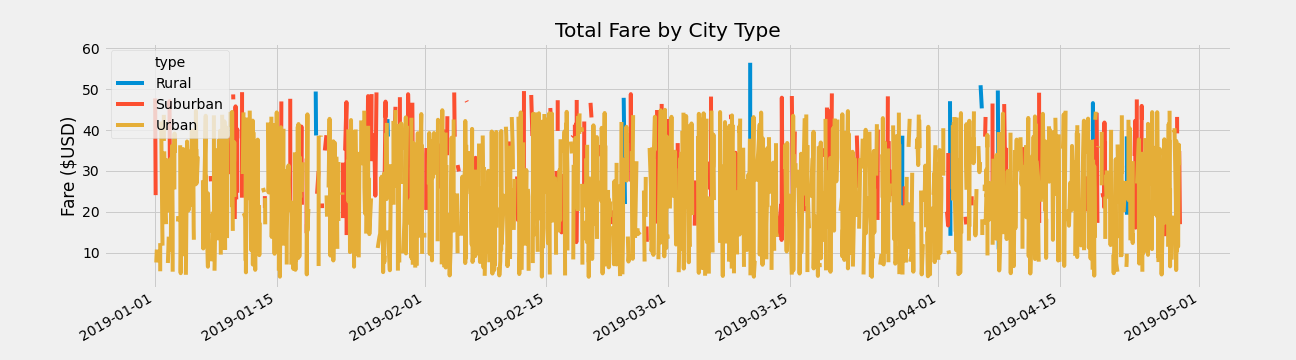 Total Fare by City Type
type
Rural
Suburban
Urban
Fare ($USD)
60
50
40
30
20
10
2019-01-01
2019-01-15
2019-02-01
2019-02-15
2019-03-01
2019-03-15
2019-04-01
2019-04-15
2019-05-01